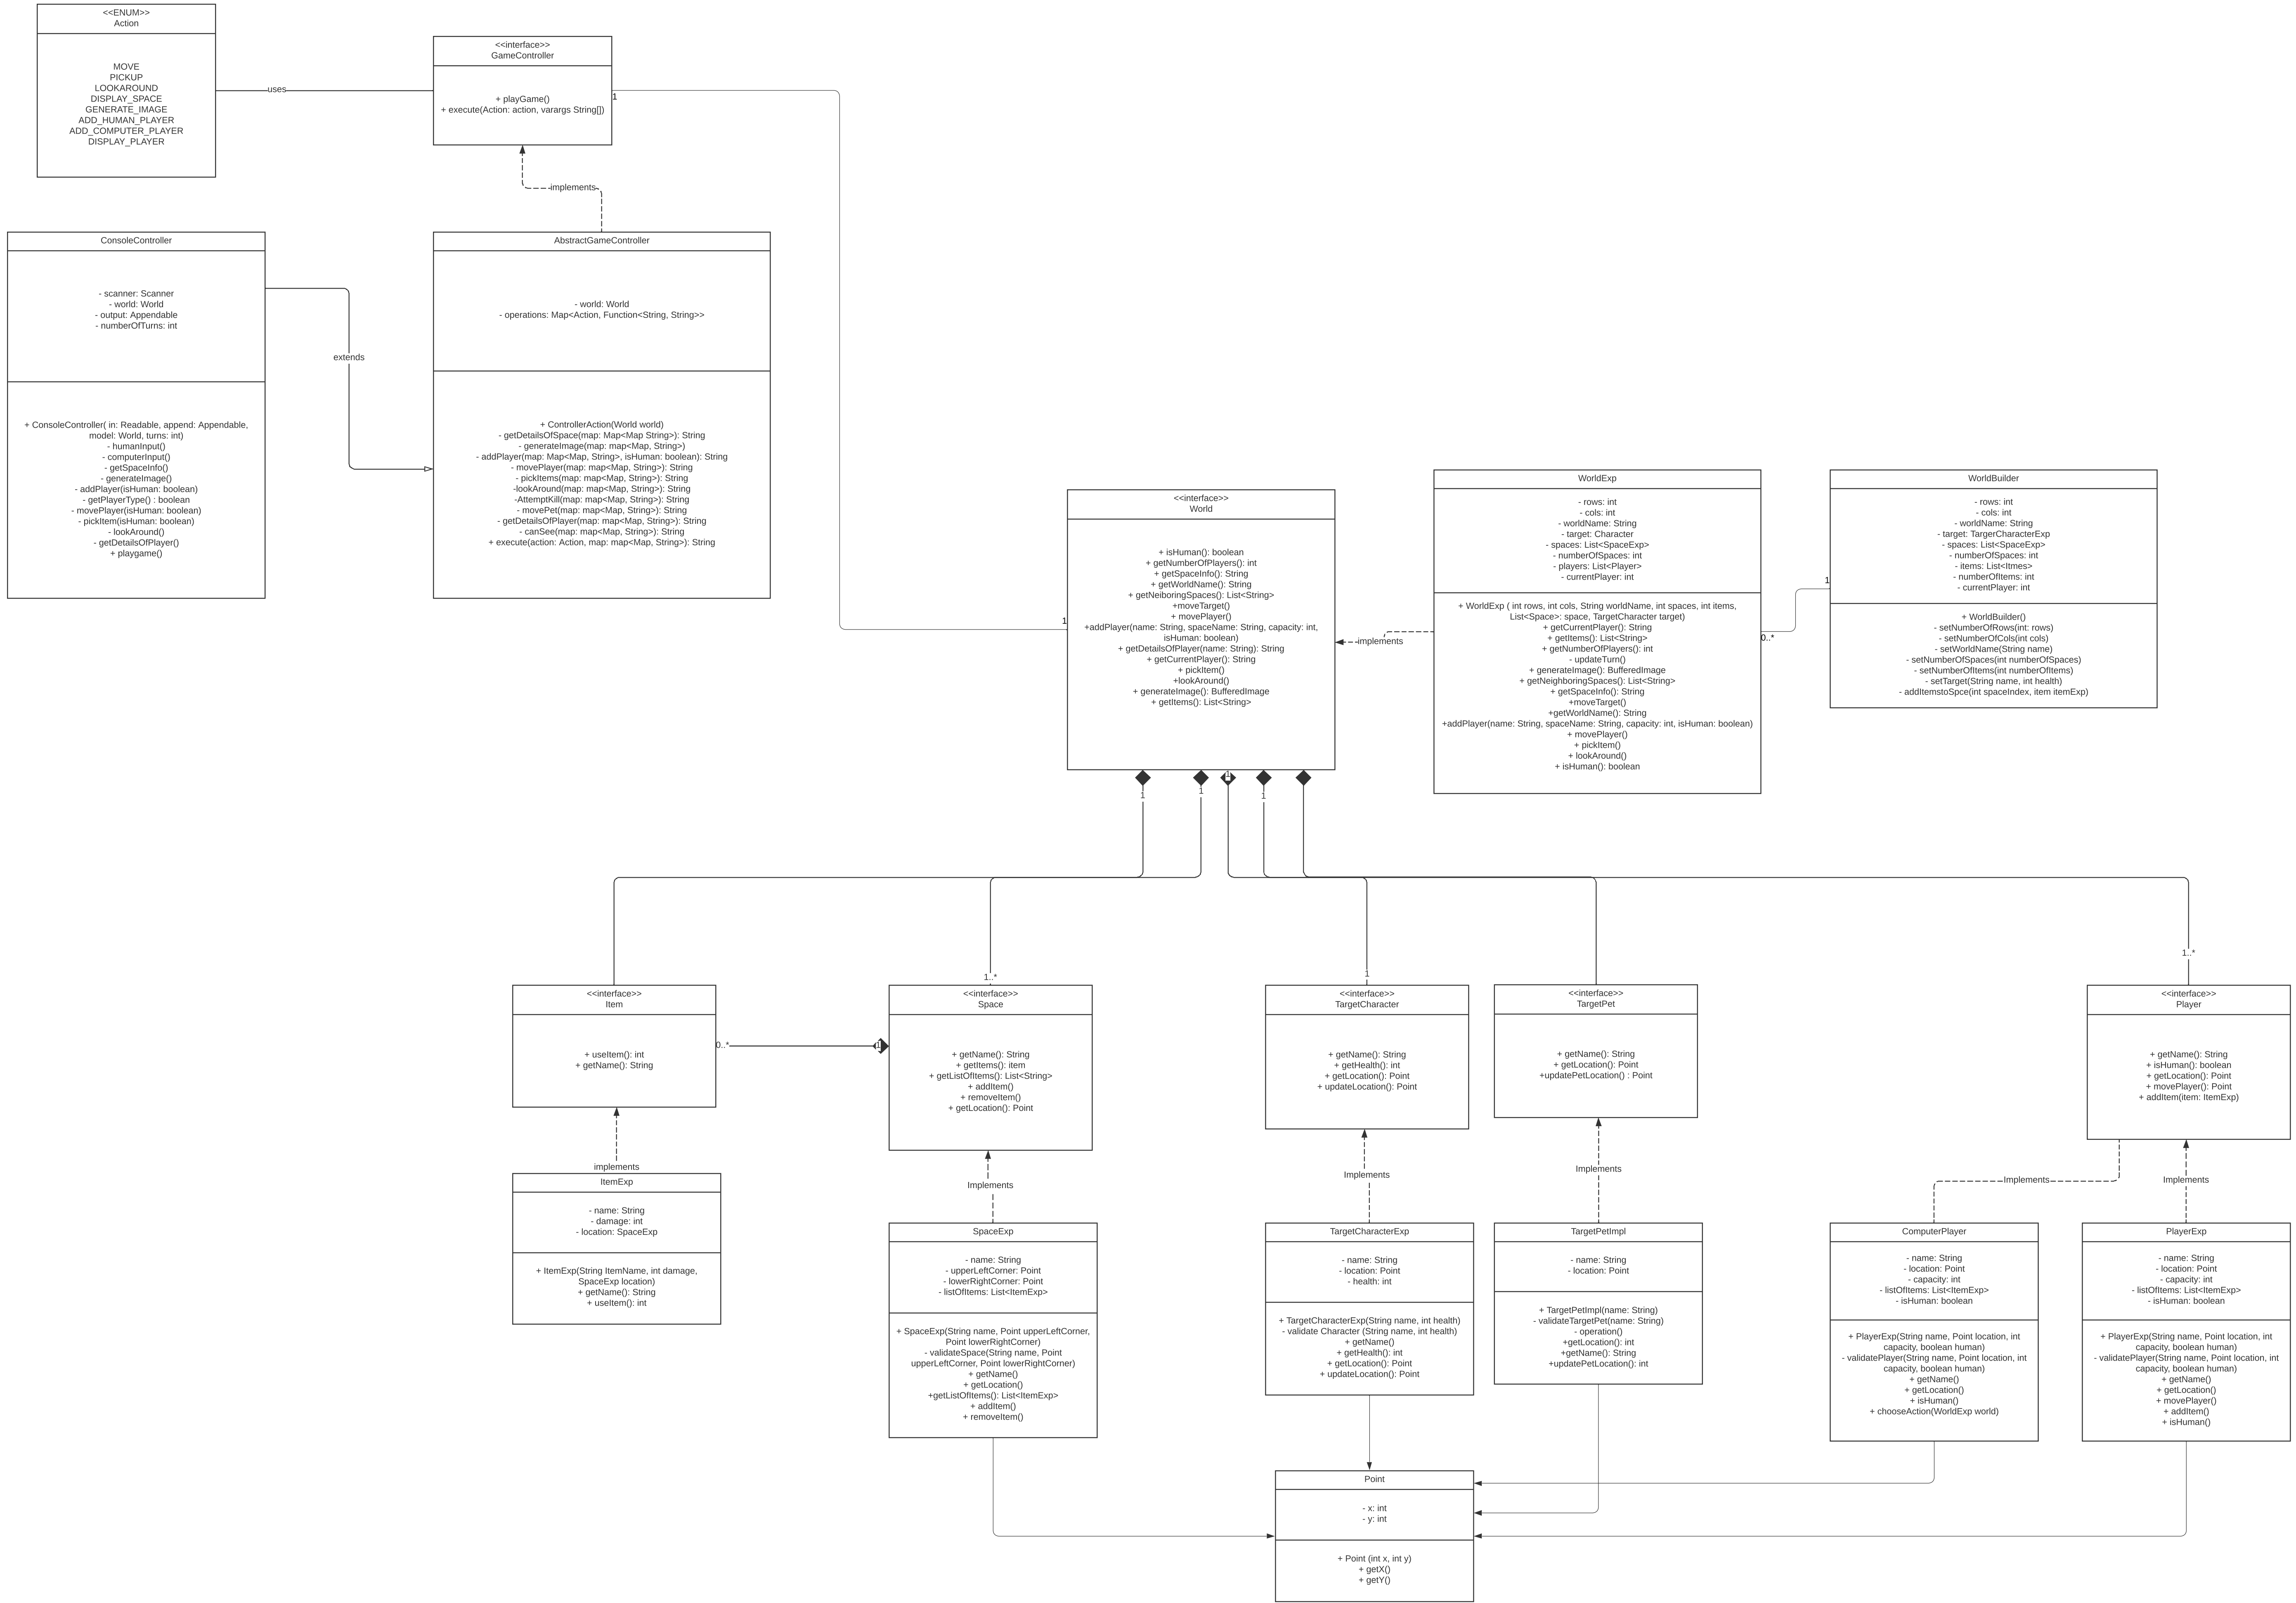 <<ENUM>>
Action
MOVE
PICKUP
LOOKAROUND
DISPLAY_SPACE
GENERATE_IMAGE
ADD_HUMAN_PLAYER
ADD_COMPUTER_PLAYER
DISPLAY_PLAYER
uses
<<interface>>
GameController
+ playGame()
+ execute(Action: action, varargs String[])
1
implements
ConsoleController
- scanner: Scanner
- world: World
- output: Appendable
- numberOfTurns: int
+ ConsoleController( in: Readable, append: Appendable,
model: World, turns: int)
- humanInput()
- computerInput()
- getSpaceInfo()
- generateImage()
- addPlayer(isHuman: boolean)
- getPlayerType() : boolean
- movePlayer(isHuman: boolean)
- pickItem(isHuman: boolean)
- lookAround()
- getDetailsOfPlayer()
+ playgame()
extends
AbstractGameController
- world: World
- operations: Map<Action, Function<String, String>>
+ ControllerAction(World world)
- getDetailsOfSpace(map: Map<Map String>): String
- generateImage(map: map<Map, String>)
- addPlayer(map: Map<Map, String>, isHuman: boolean): String
- movePlayer(map: map<Map, String>): String
- pickItems(map: map<Map, String>): String
-lookAround(map: map<Map, String>): String
-AttemptKill(map: map<Map, String>): String
- movePet(map: map<Map, String>): String
- getDetailsOfPlayer(map: map<Map, String>): String
- canSee(map: map<Map, String>): String
+ execute(action: Action, map: map<Map, String>): String
1
<<interface>>
World
+ isHuman(): boolean
+ getNumberOfPlayers(): int
+ getSpaceInfo(): String
+ getWorldName(): String
+ getNeiboringSpaces(): List<String>
+moveTarget()
+ movePlayer()
+addPlayer(name: String, spaceName: String, capacity: int,
isHuman: boolean)
+ getDetailsOfPlayer(name: String): String
+ getCurrentPlayer(): String
+ pickItem()
+lookAround()
+ generateImage(): BufferedImage
+ getItems(): List<String>
implements
WorldExp
- rows: int
- cols: int
- worldName: String
- target: Character
- spaces: List<SpaceExp>
- numberOfSpaces: int
- players: List<Player>
- currentPlayer: int
+ WorldExp ( int rows, int cols, String worldName, int spaces, int items,
List<Space>: space, TargetCharacter target)
+ getCurrentPlayer(): String
+ getItems(): List<String>
+ getNumberOfPlayers(): int
- updateTurn()
+ generateImage(): BufferedImage
+ getNeighboringSpaces(): List<String>
+ getSpaceInfo(): String
+moveTarget()
+getWorldName(): String
+addPlayer(name: String, spaceName: String, capacity: int, isHuman: boolean)
+ movePlayer()
+ pickItem()
+ lookAround()
+ isHuman(): boolean
0..*
1
WorldBuilder
- rows: int
- cols: int
- worldName: String
- target: TargerCharacterExp
- spaces: List<SpaceExp>
- numberOfSpaces: int
- items: List<Itmes>
- numberOfItems: int
- currentPlayer: int
+ WorldBuilder()
- setNumberOfRows(int: rows)
- setNumberOfCols(int cols)
- setWorldName(String name)
- setNumberOfSpaces(int numberOfSpaces)
- setNumberOfItems(int numberOfItems)
- setTarget(String name, int health)
- addItemstoSpce(int spaceIndex, item itemExp)
1
1
1
1
1..*
1
1..*
<<interface>>
Item
+ useItem(): int
+ getName(): String
0..*
1
<<interface>>
Space
+ getName(): String
+ getItems(): item
+ getListOfItems(): List<String>
+ addItem()
+ removeItem()
+ getLocation(): Point
<<interface>>
TargetCharacter
+ getName(): String
+ getHealth(): int
+ getLocation(): Point
+ updateLocation(): Point
<<interface>>
TargetPet
+ getName(): String
+ getLocation(): Point
+updatePetLocation() : Point
<<interface>>
Player
+ getName(): String
+ isHuman(): boolean
+ getLocation(): Point
+ movePlayer(): Point
+ addItem(item: ItemExp)
implements
Implements
Implements
Implements
Implements
Implements
ItemExp
- name: String
- damage: int
- location: SpaceExp
+ ItemExp(String ItemName, int damage,
SpaceExp location)
+ getName(): String
+ useItem(): int
SpaceExp
- name: String
- upperLeftCorner: Point
- lowerRightCorner: Point
- listOfItems: List<ItemExp>
+ SpaceExp(String name, Point upperLeftCorner,
Point lowerRightCorner)
- validateSpace(String name, Point
upperLeftCorner, Point lowerRightCorner)
+ getName()
+ getLocation()
+getListOfItems(): List<ItemExp>
+ addItem()
+ removeItem()
TargetCharacterExp
- name: String
- location: Point
- health: int
+ TargetCharacterExp(String name, int health)
- validate Character (String name, int health)
+ getName()
+ getHealth(): int
+ getLocation(): Point
+ updateLocation(): Point
TargetPetImpl
- name: String
- location: Point
+ TargetPetImpl(name: String)
- validateTargetPet(name: String)
- operation()
+getLocation(): int
+getName(): String
+updatePetLocation(): int
ComputerPlayer
- name: String
- location: Point
- capacity: int
- listOfItems: List<ItemExp>
- isHuman: boolean
+ PlayerExp(String name, Point location, int
capacity, boolean human)
- validatePlayer(String name, Point location, int
capacity, boolean human)
+ getName()
+ getLocation()
+ isHuman()
+ chooseAction(WorldExp world)
PlayerExp
- name: String
- location: Point
- capacity: int
- listOfItems: List<ItemExp>
- isHuman: boolean
+ PlayerExp(String name, Point location, int
capacity, boolean human)
- validatePlayer(String name, Point location, int
capacity, boolean human)
+ getName()
+ getLocation()
+ movePlayer()
+ addItem()
+ isHuman()
Point
- x: int
- y: int
+ Point (int x, int y)
+ getX()
+ getY()